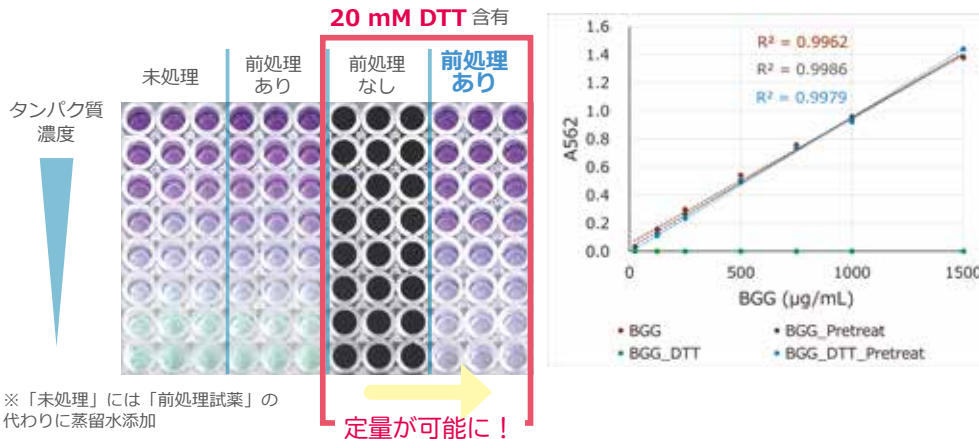 20 mM DTT 含有
未処理
前処理
あり
前処理
なし
前処理
あり
タンパク質
濃度
※「未処理」には「前処理試薬」の
代わりに蒸留水添加
定量が可能に！
R² = 0.9962
R² = 0.9986
R² = 0.9979
A562
1.6
1.4
1.2
1.0
0.8
0.6
0.4
0.2
0.0
0
500
1000
1500
BGG (μg/mL)
BGG
BGG_Pretreat
BGG_DTT
BGG_DTT_Pretreat